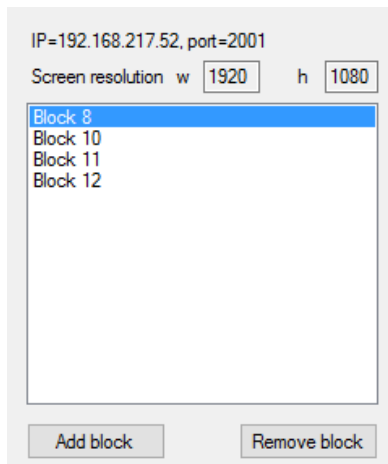 IP=192.168.217.52, port=2001
Screen resolution w 1920 h 1080
Block 8
Block 10
Block 11
Block 12
Add block Remove block